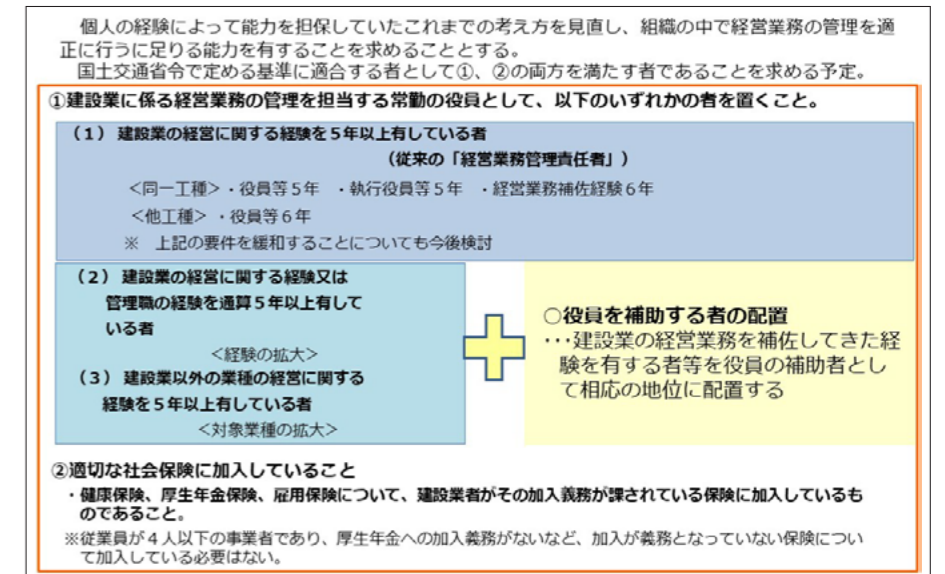 個人の経験によって能力を担保していたこれまでの考え方を見直し、組織の中で経営業務の管理を適
正に行うに足りる能力を有することを求めることとする。
国土交通省令で定める基準に適合する者として①、②の両方を満たす者であることを求める予定。
①建設業に係る経営業務の管理を担当する常勤の役員として、以下のいずれかの者を置くこと。
（１）建設業の経営に関する経験を５年以上有している者
（従来の「経営業務管理責任者」）
＜同一工種＞・役員等５年 ・執行役員等５年 ・経営業務補佐経験６年
＜他工種＞・役員等６年
※ 上記の要件を緩和することについても今後検討
（２）建設業の経営に関する経験又は
管理職の経験を通算５年以上有して
いる者
＜経験の拡大＞
（３）建設業以外の業種の経営に関する
経験を５年以上有している者
＜対象業種の拡大＞
○役員を補助する者の配置
･･･建設業の経営業務を補佐してきた経
験を有する者等を役員の補助者とし
て相応の地位に配置する
②適切な社会保険に加入していること
・健康保険、厚生年金保険、雇用保険について、建設業者がその加入義務が課されている保険に加入しているも
のであること。
※従業員が４人以下の事業者であり、厚生年金への加入義務がないなど、加入が義務となっていない保険につい
て加入している必要はない。